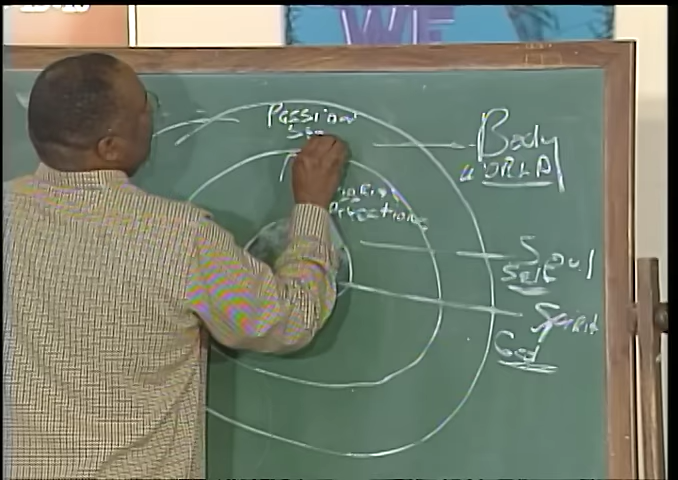 WE
Passion
Body
WORLD
Affections
Soul
Self
Spirit
God